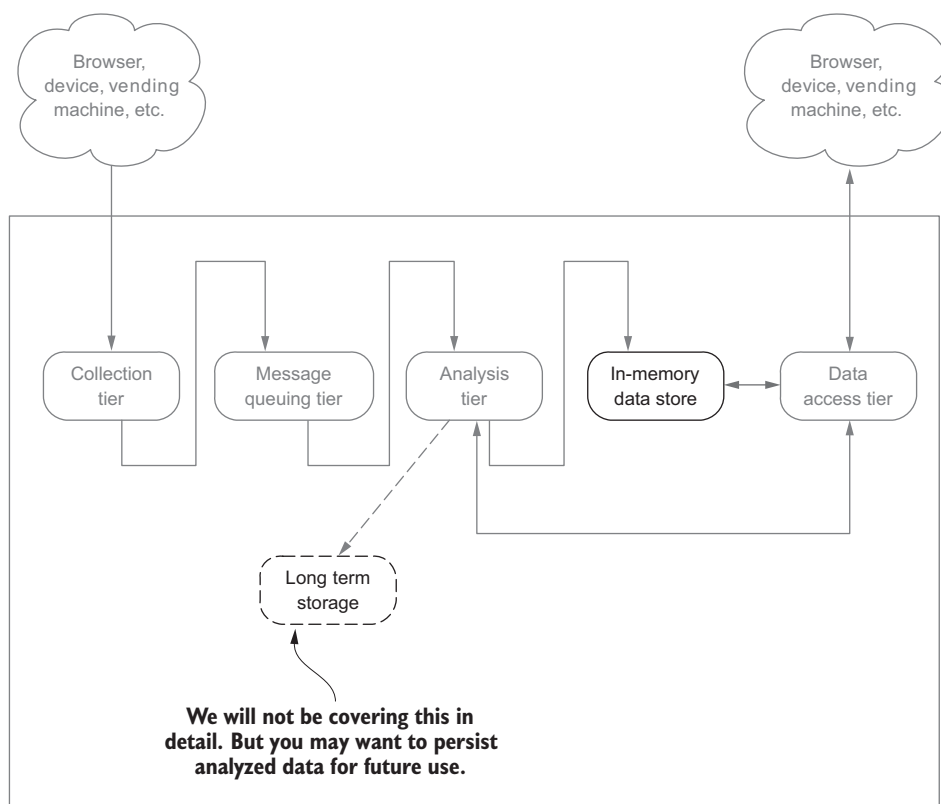 Browser,
device, vending
machine, etc.
Browser,
device, vending
machine, etc.
Collection
tier
Message
queuing tier
Analysis
tier
In-memory
data store
Data
access tier
Long term
storage
We will not be covering this in
detail. But you may want to persist
analyzed data for future use.